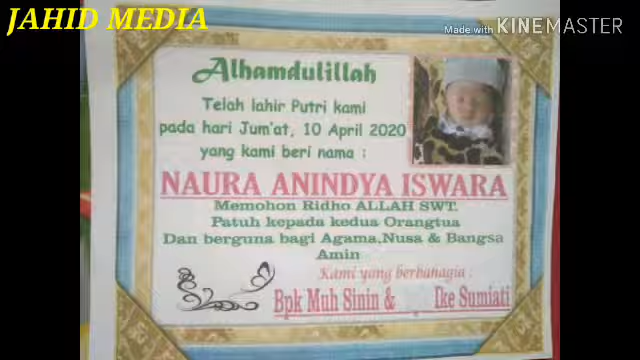 JAHID MEDIA
Made with KINEMASTER
Alhamdulillah
Telah lahir Putri kami
pada hari Jum'at, 10 April 2020
yang kami beri nama :
NAURA ANINDYA ISWARA
Memohon Ridho ALLAH SWT.
Patuh kepada kedua Orangtua
Dan berguna bagi Agama,Nusa & Bangsa
Amin
Kami yang berbahagia :
Bpk Muh Sinin & Ike Sumiati